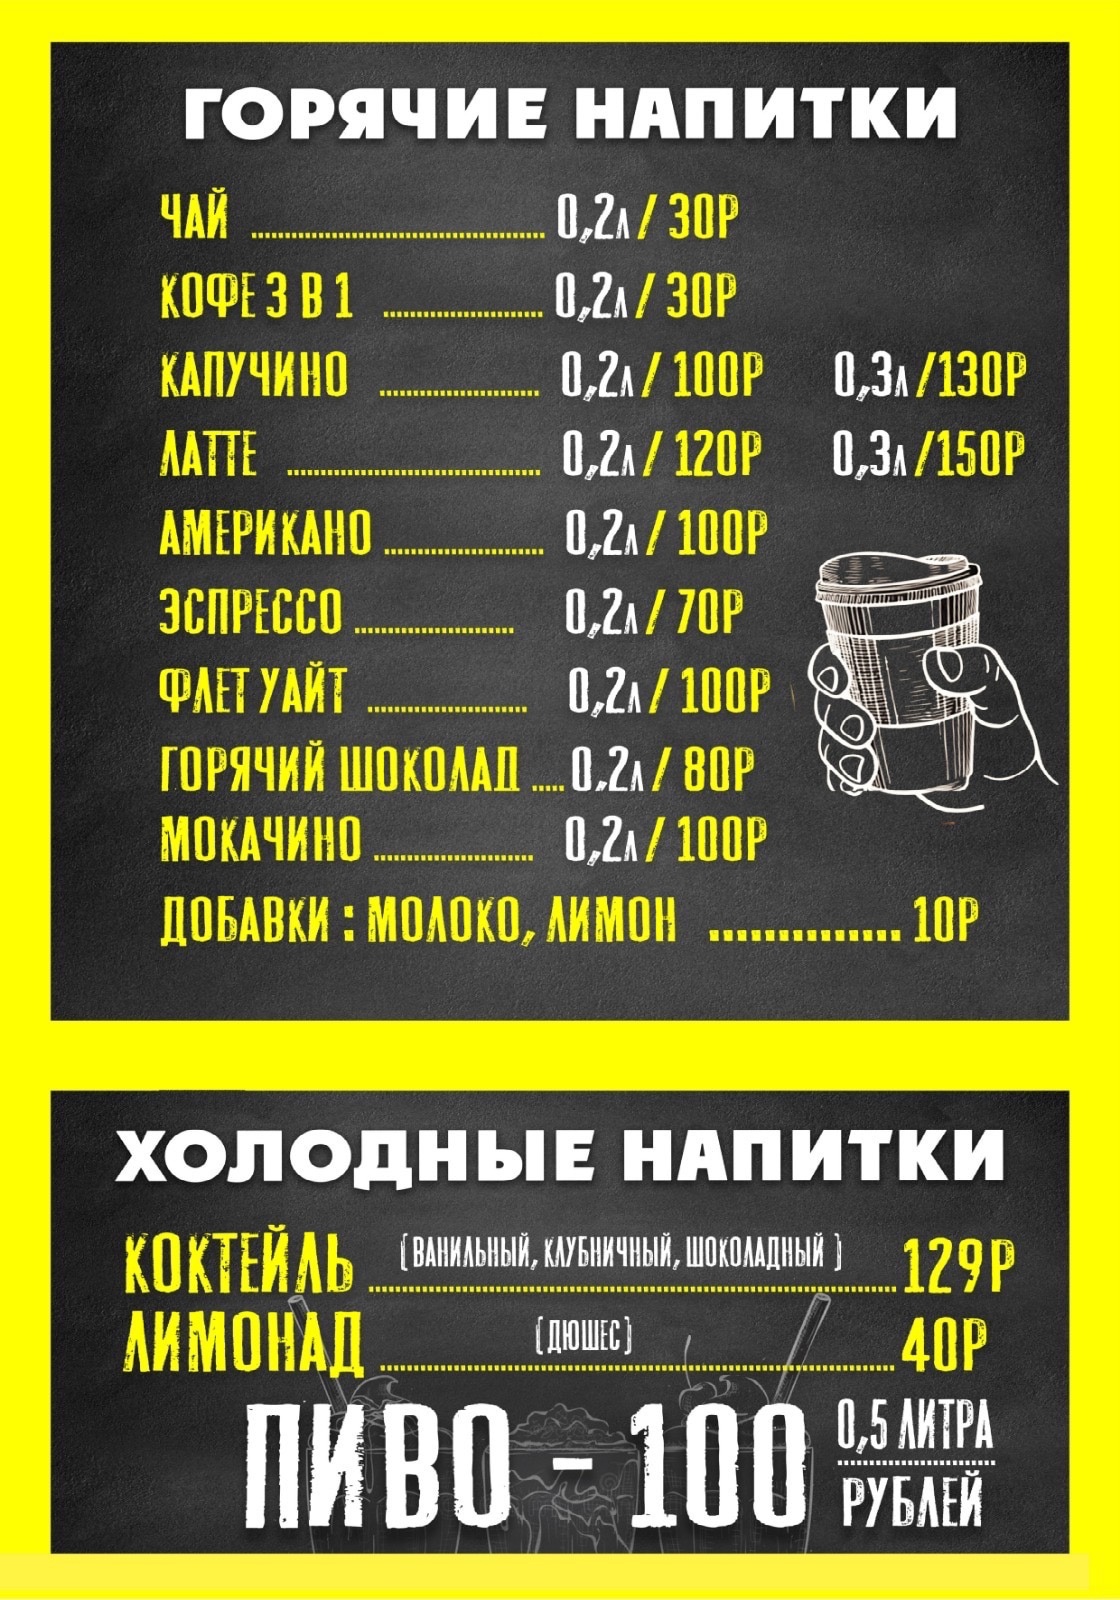 ГОРЯЧИЕ НАПИТКИ
ЧАЙ ........................ 0,2л / 30Р
КОФЕ 3 В 1 ........................ 0,2л / 30Р
КАПУЧИНО ........................ 0,2л / 100Р 0,3л /130Р
ЛАТТЕ ........................ 0,2л / 120Р 0,3л /150Р
АМЕРИКАНО ........................ 0,2л / 100Р
ЭСПРЕССО ........................ 0,2л / 70Р
ФЛЕТ УАЙТ ........................ 0,2л / 100Р
ГОРЯЧИЙ ШОКОЛАД ..... 0,2л / 80Р
МОКАЧИНО ........................ 0,2л / 100Р
ДОБАВКИ : МОЛОКО, ЛИМОН .............. 10Р
ХОЛОДНЫЕ НАПИТКИ
КОКТЕЙЛЬ (ВАНИЛЬНЫЙ, КЛУБНИЧНЫЙ, ШОКОЛАДНЫЙ ) ........................ 129Р
ЛИМОНАД (ДЮШЕС) ........................ 40Р
ПИВО - 100 0,5 ЛИТРА
РУБЛЕЙ